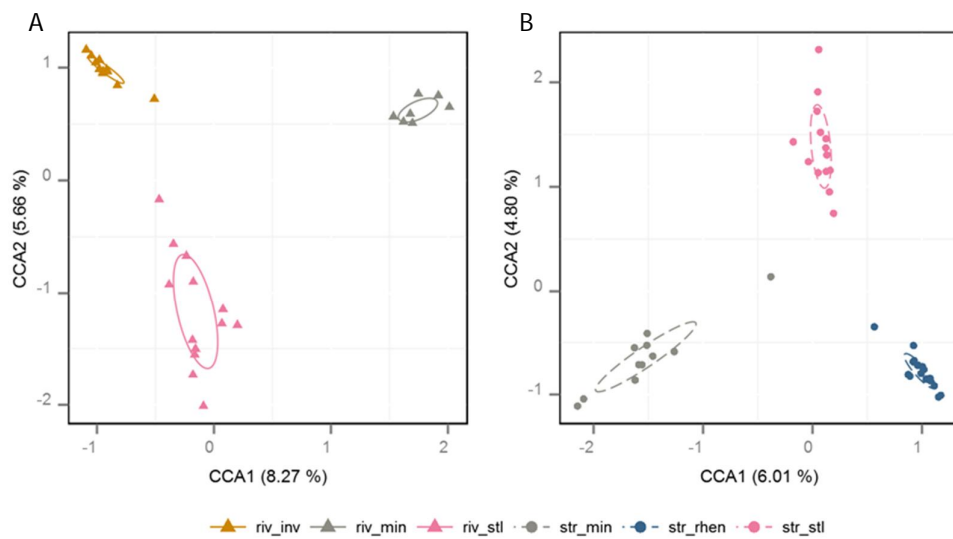 A
B
1
0
-1
-2
CCA2 (5.66 %)
-1
0
1
2
CCA1 (8.27 %)
2
1
0
-1
CCA2 (4.80 %)
-2
-1
0
1
CCA1 (6.01 %)
riv_inv riv_min riv_stl str_min str_rhen str_stl